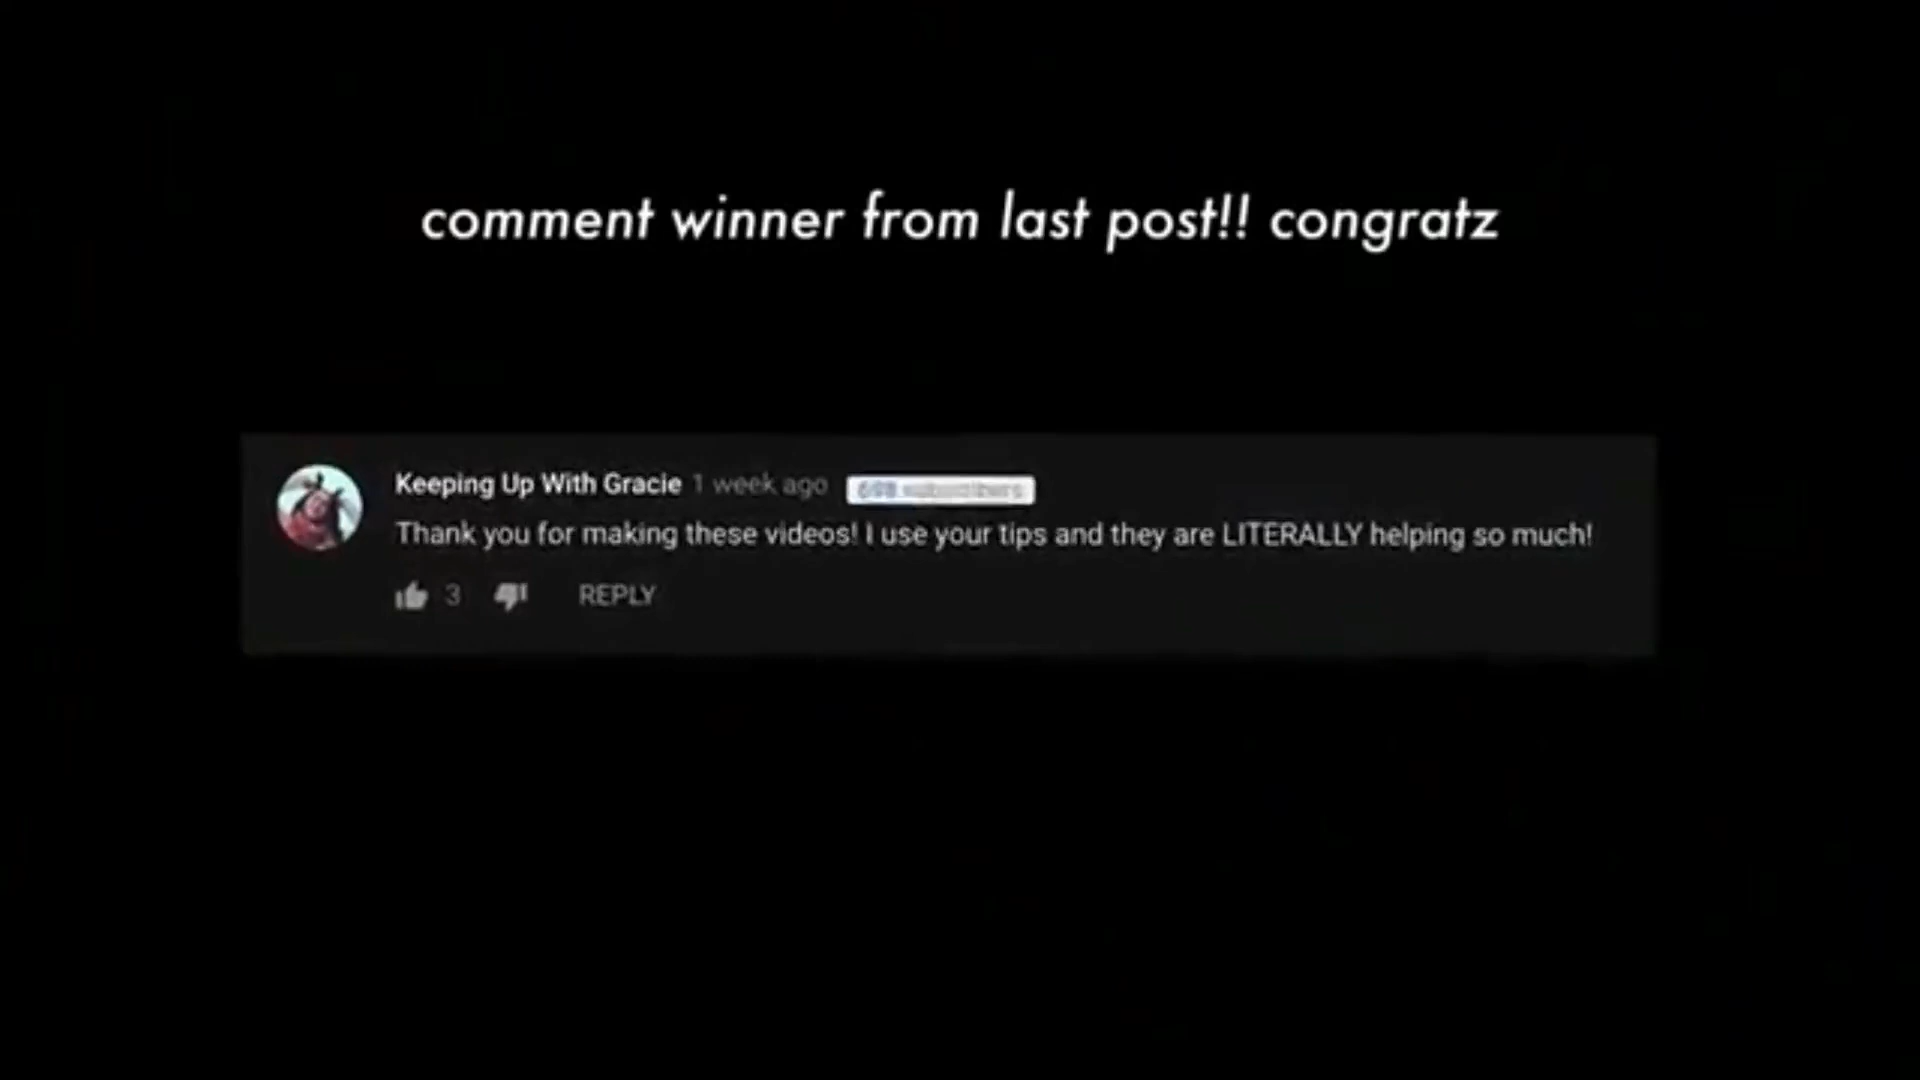 comment winner from last post!! congratz
Keeping Up With Gracie 1 week ago
Thank you for making these videos! I use your tips and they are LITERALLY helping so much!
3 REPLY